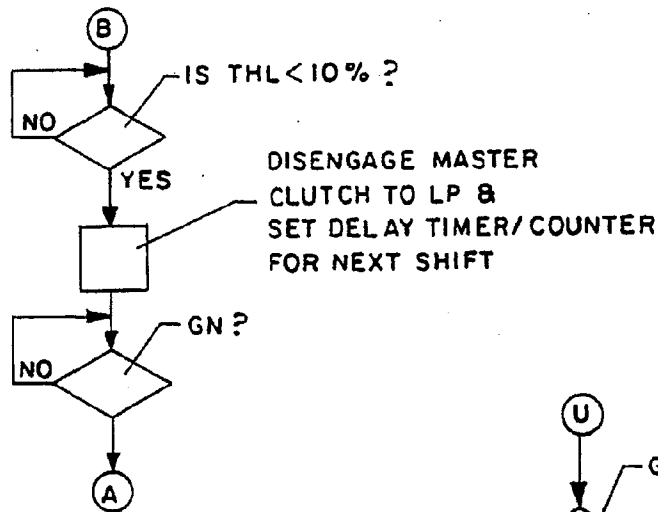 B
IS THL<10% ?
NO
YES
DISENGAGE MASTER
CLUTCH TO LP &
SET DELAY TIMER/COUNTER
FOR NEXT SHIFT
GN?
NO
A
U
G